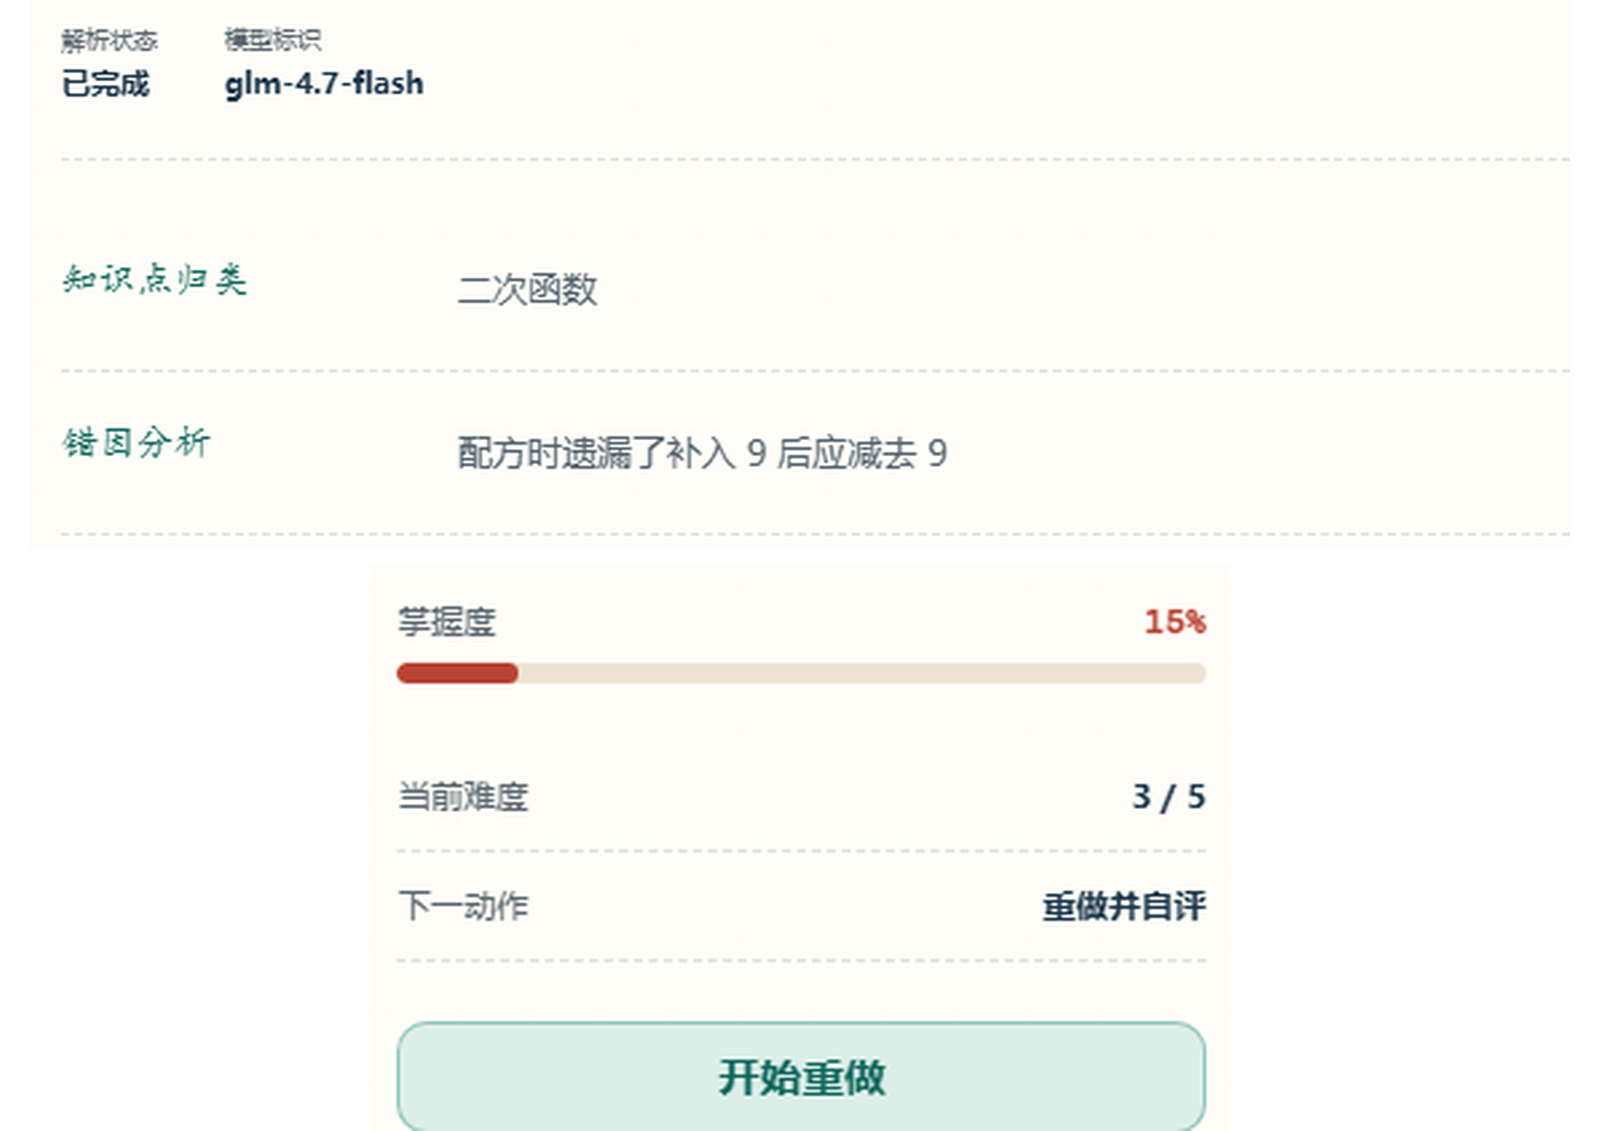 解析状态 模型标识
已完成 glm-4.7-flash
知识点归类 二次函数
错因分析 配方时遗漏了补入 9 后应减去 9
掌握度 15%
当前难度 3 / 5
下一动作 重做并自评
开始重做